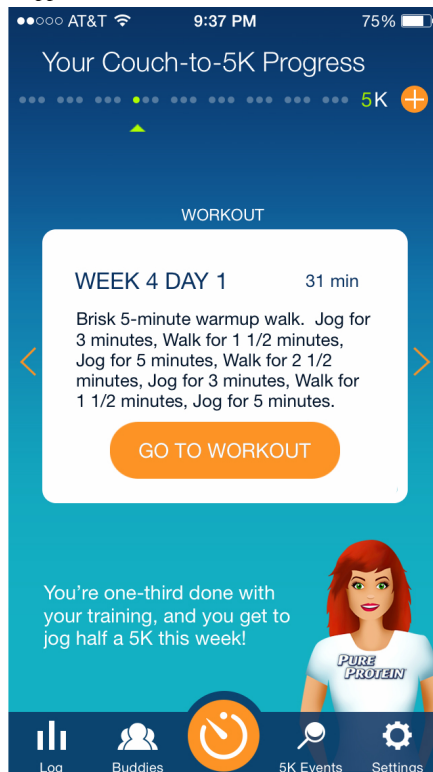 AT&T 9:37 PM 75%
Your Couch-to-5K Progress
5K
WORKOUT
WEEK 4 DAY 1 31 min
Brisk 5-minute warmup walk. Jog for
3 minutes, Walk for 1 1/2 minutes,
Jog for 5 minutes, Walk for 2 1/2
minutes, Jog for 3 minutes, Walk for
1 1/2 minutes, Jog for 5 minutes.
GO TO WORKOUT
You're one-third done with
your training, and you get to
jog half a 5K this week!
PURE
PROTEIN
Log Buddies 5K Events Settings